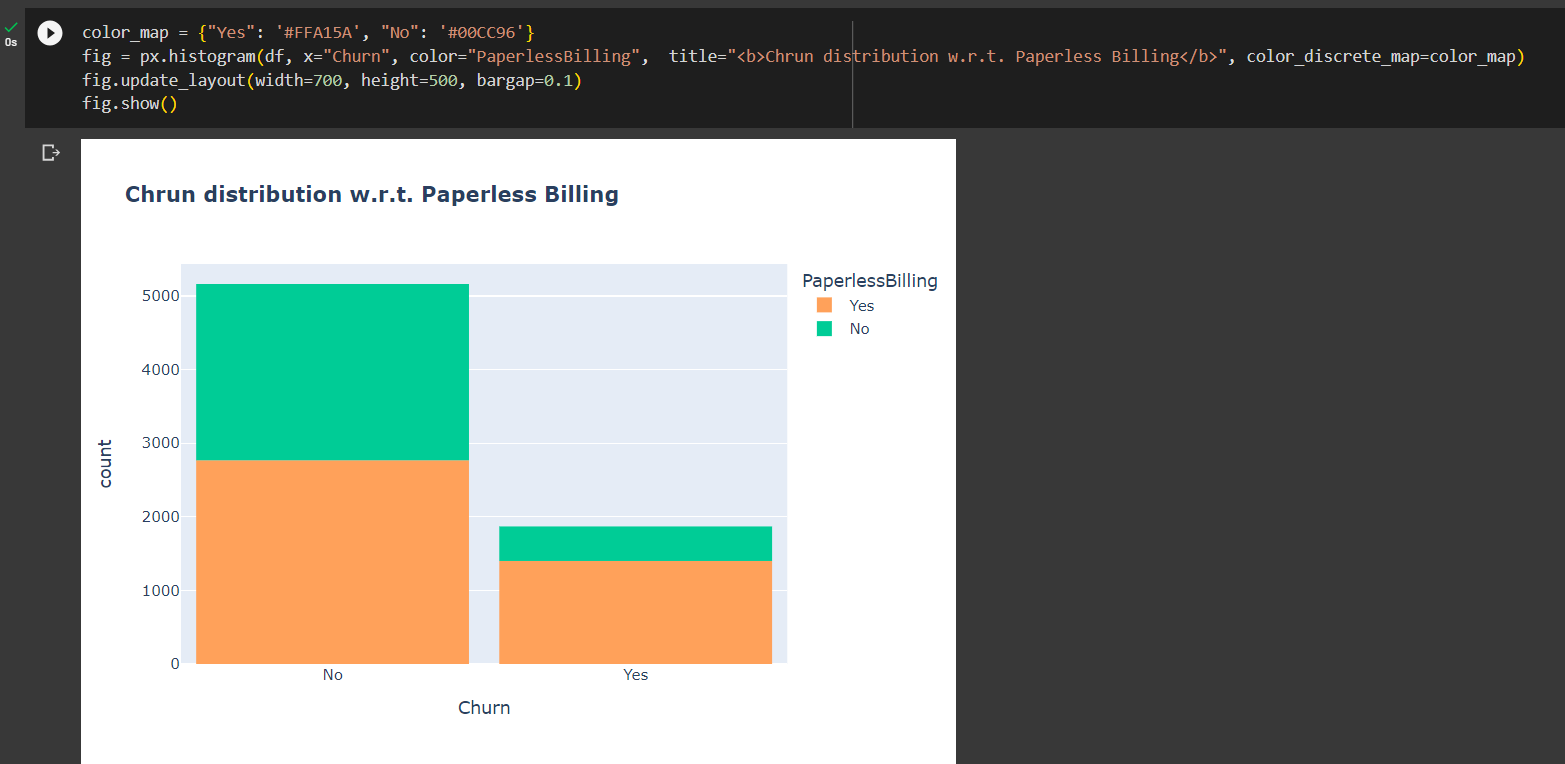 color_map = {"Yes": '#FFA15A', "No": '#00CC96'}
fig = px.histogram(df, x="Churn", color="PaperlessBilling",  title="<b>Chrun distribution w.r.t. Paperless Billing</b>", color_discrete_map=color_map)
fig.update_layout(width=700, height=500, bargap=0.1)
fig.show()
0s
Chrun distribution w.r.t. Paperless Billing
PaperlessBilling
Yes
No
5000
4000
3000
2000
1000
0
count
No
Yes
Churn